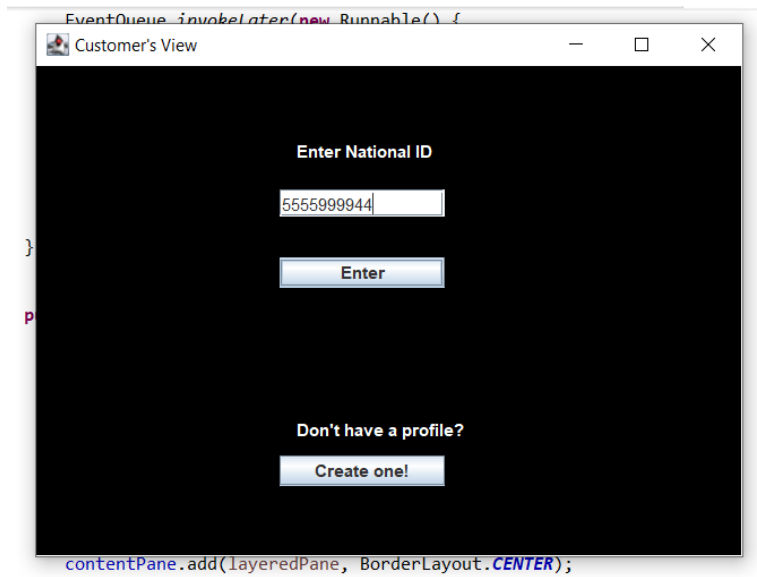 EventQueue.invokeLater(new Runnable() {
Customer's View
Enter National ID
5555999944
Enter
}
Don't have a profile?
Create one!
contentPane.add(layeredPane, BorderLayout.CENTER);